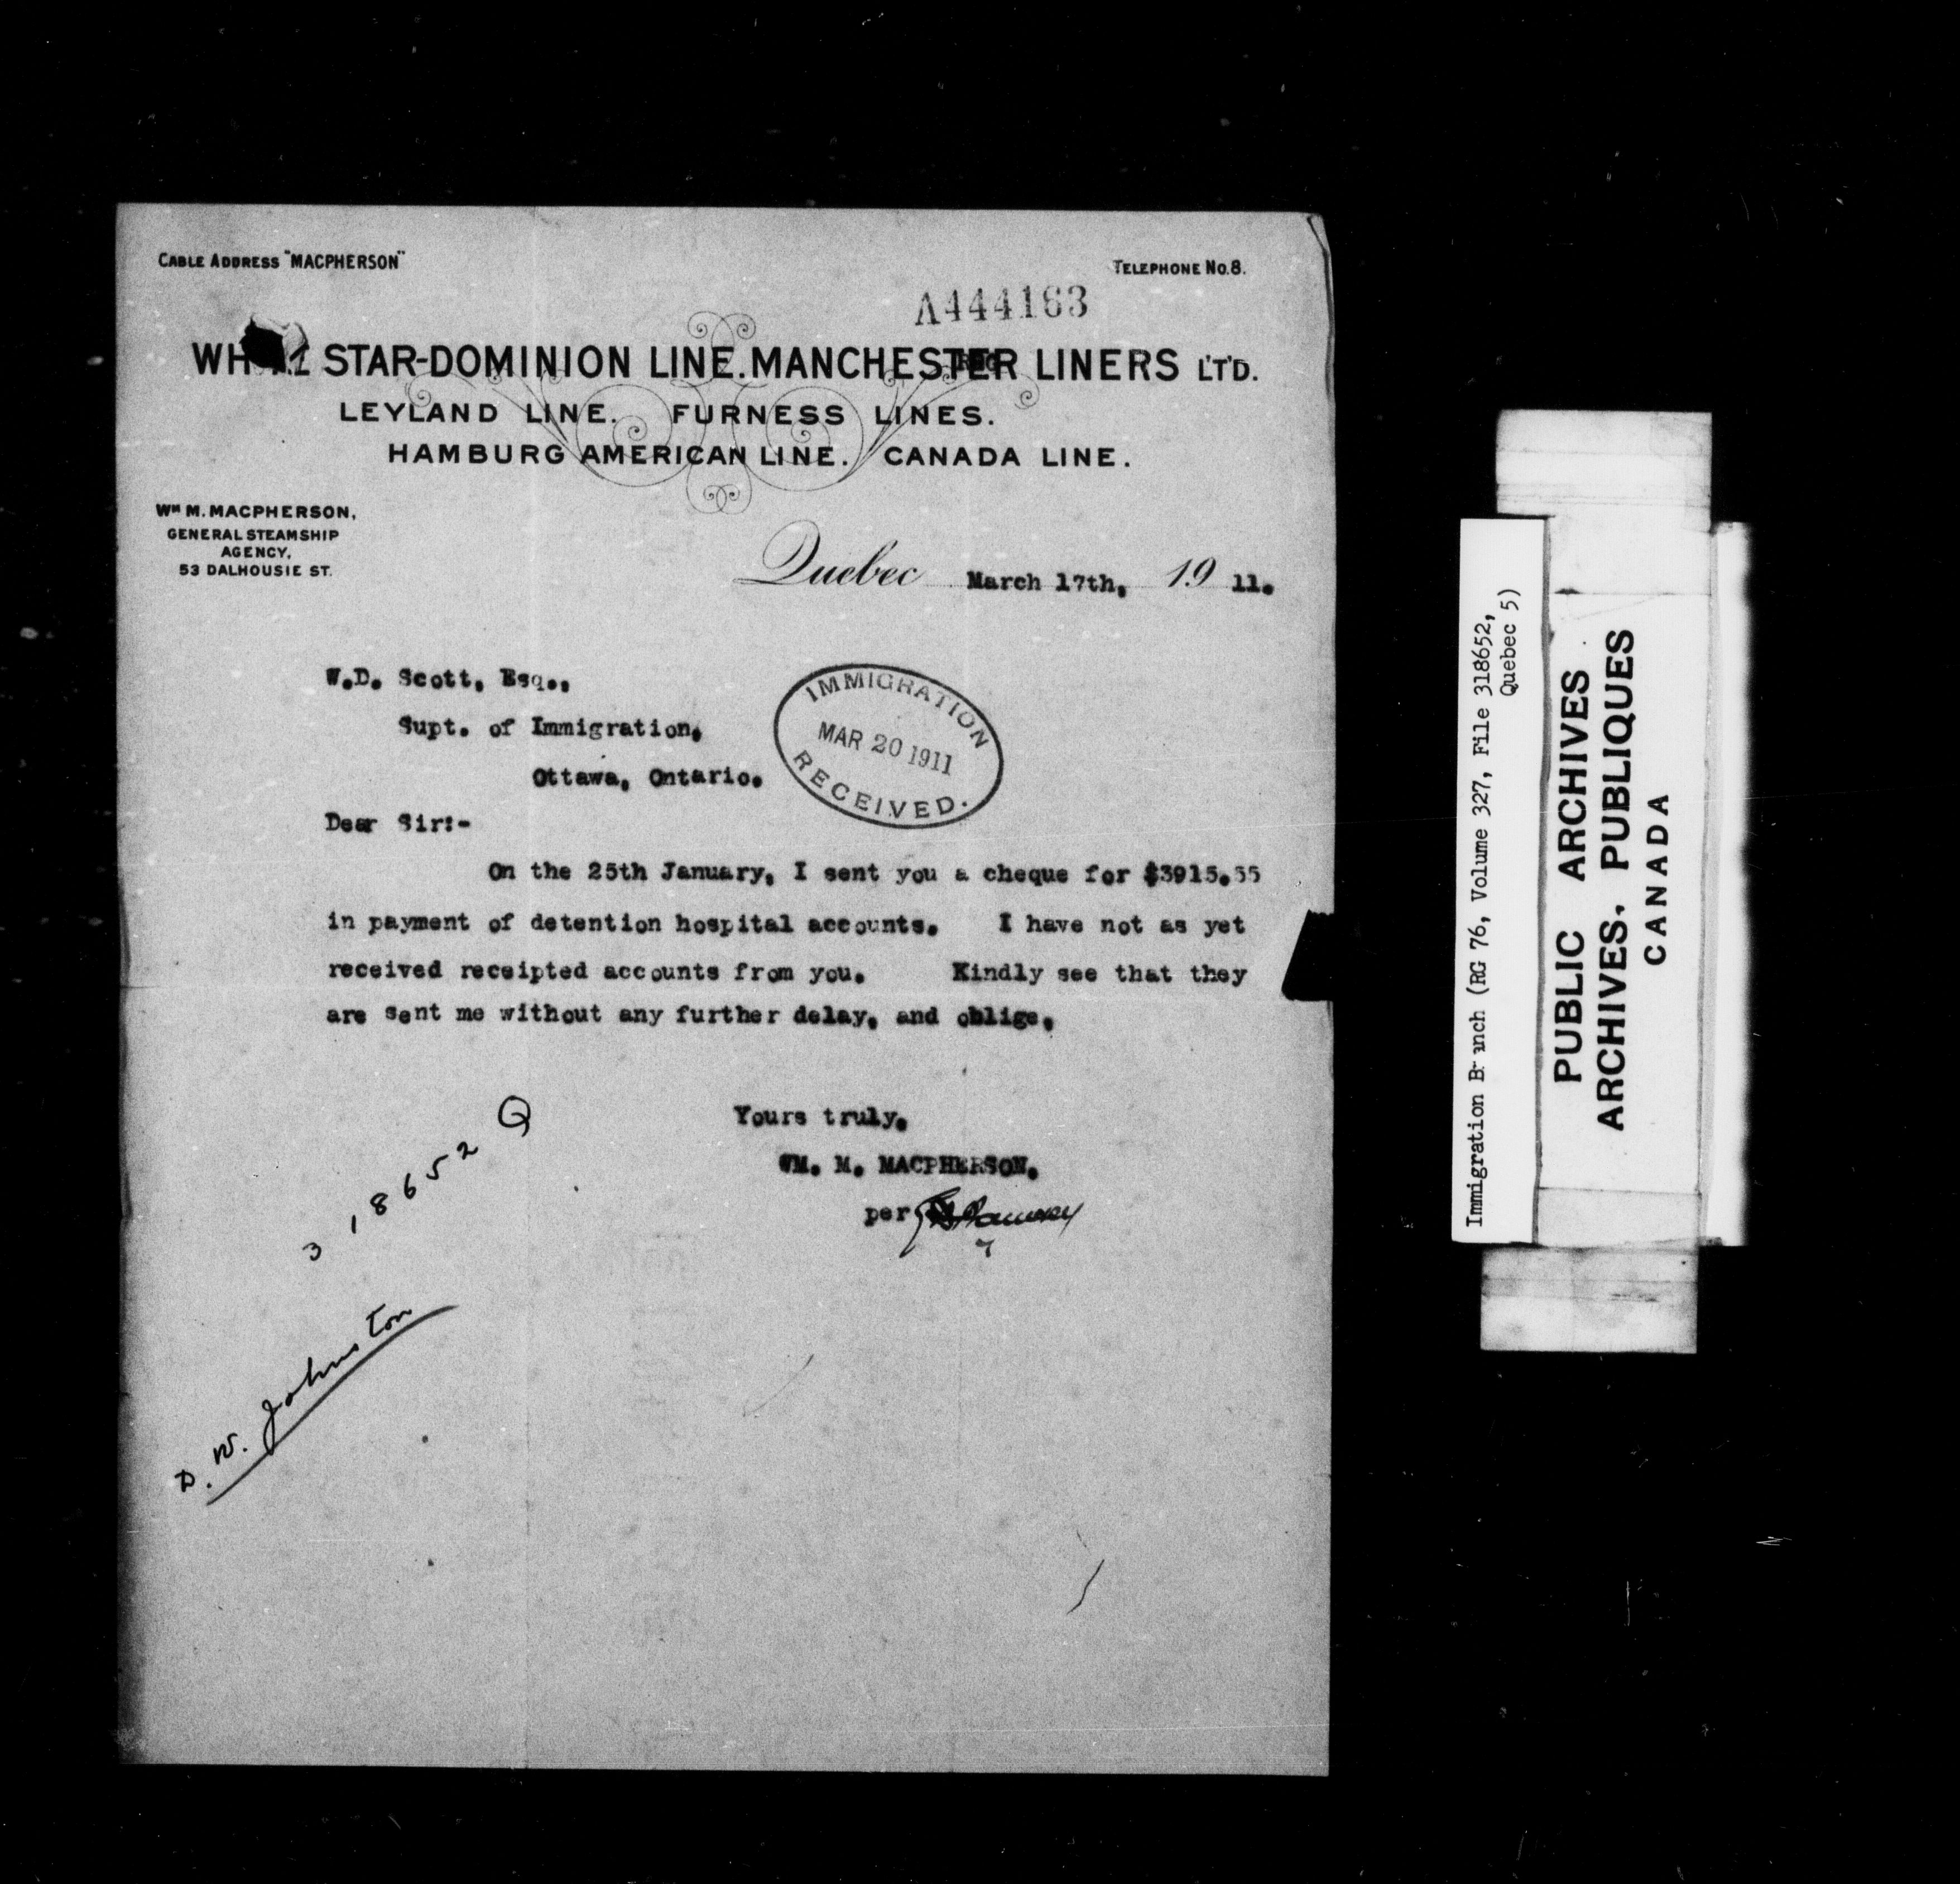 CABLE ADDRESS "MACPHERSON"
TELEPHONE No.8.
A444163
STAR-DOMINION LINE. MANCHESTER LINERS L'T'D.
LEYLAND LINE. FURNESS LINES.
HAMBURG AMERICAN LINE. CANADA LINE.
WM M. MACPHERSON,
GENERAL STEAMSHIP
AGENCY,
53 DALHOUSIE ST.
Quebec March 17th, 19 11.
W.D. Scott, Esq.,
Supt. of Immigration,
Ottawa, Ontario.
IMMIGRATION
MAR 20 1911
RECEIVED.
Dear Sir:-
On the 25th January, I sent you a cheque for
in payment of detention hospital accounts. I have not as yet
received receipted accounts from you. Kindly see that they
are sent me without any further delay, and oblige,
Yours truly,
WM. M. MACPHERSON.
per
318652 Q
D. W. Johnston
Immigration Branch (RG 76, Volume 327, File 318652,
Quebec 5)
PUBLIC ARCHIVES
ARCHIVES. PUBLIQUES
CANADA